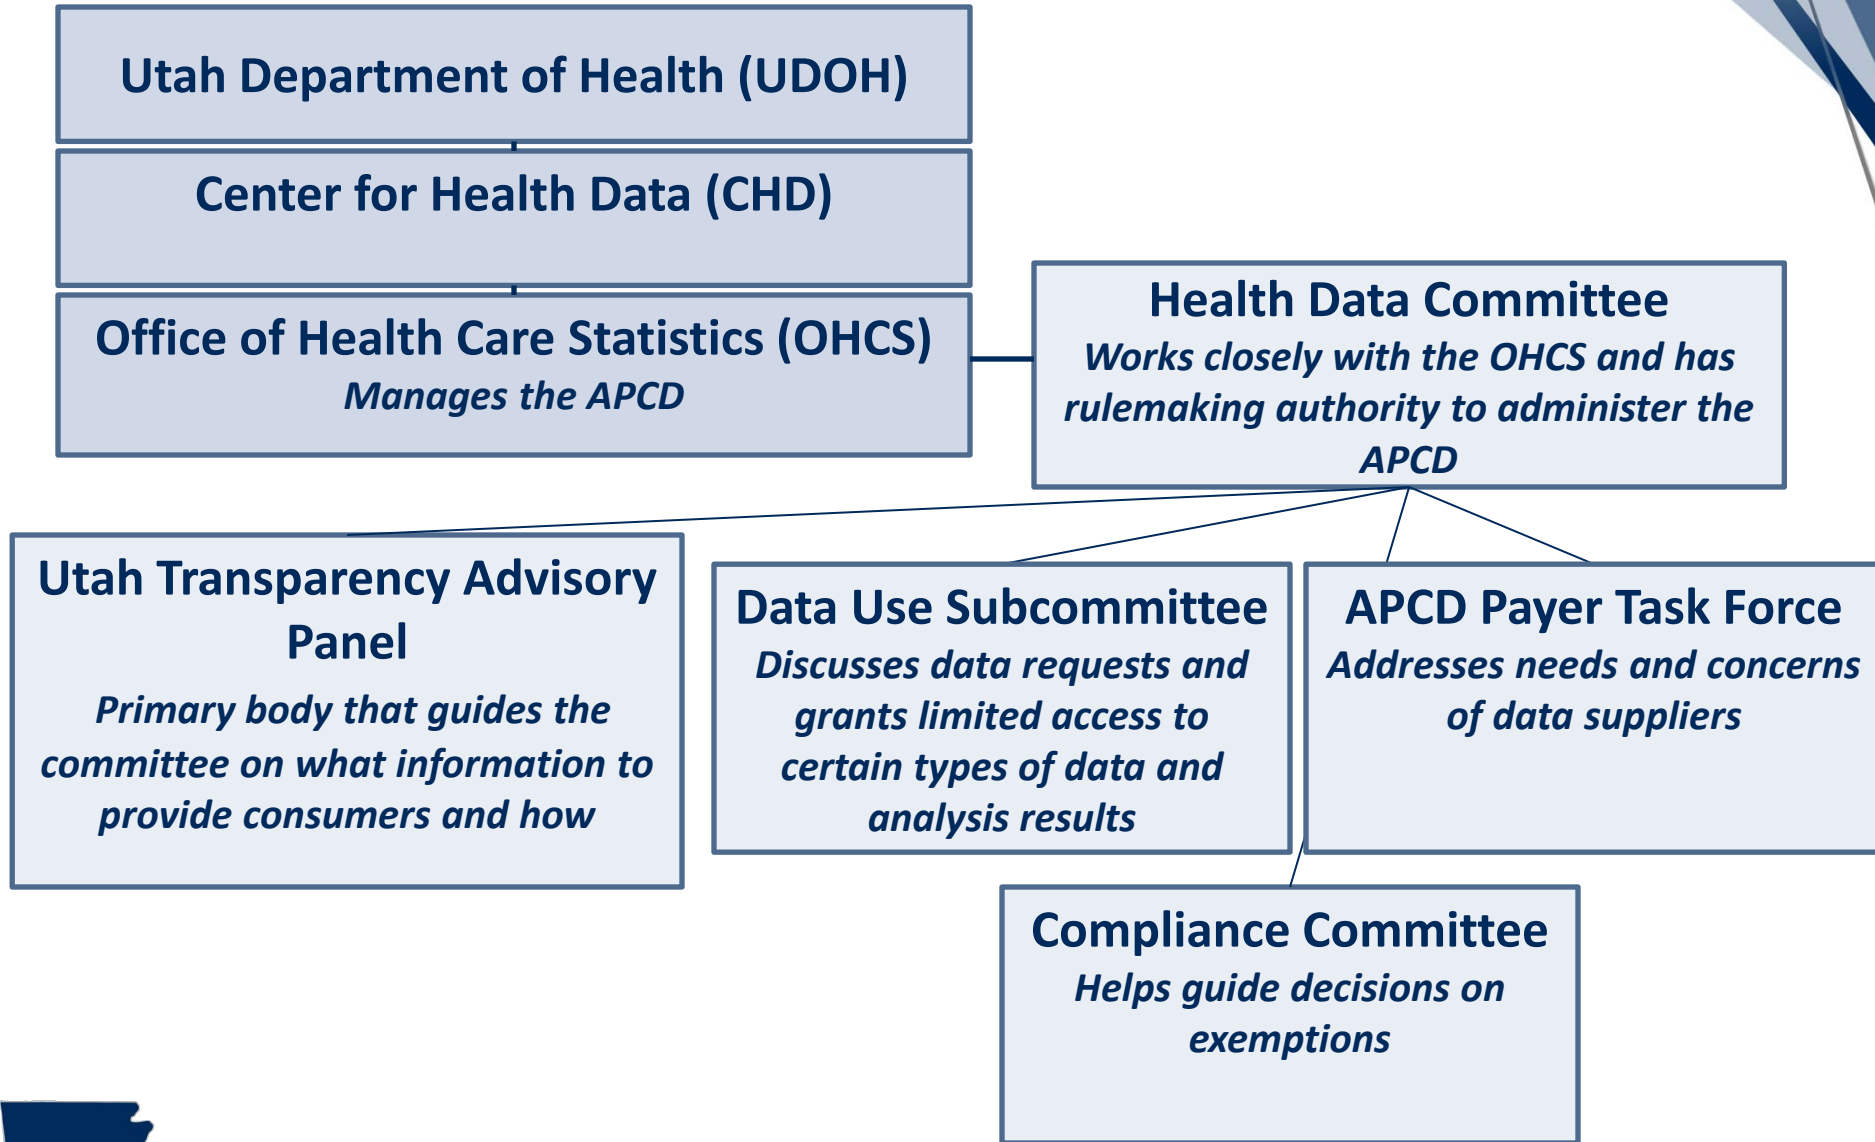 Utah Department of Health (UDOH)
Center for Health Data (CHD)
Office of Health Care Statistics (OHCS)
Manages the APCD
Health Data Committee
Works closely with the OHCS and has
rulemaking authority to administer the
APCD
Utah Transparency Advisory
Panel
Primary body that guides the
committee on what information to
provide consumers and how
Data Use Subcommittee
Discusses data requests and
grants limited access to
certain types of data and
analysis results
APCD Payer Task Force
Addresses needs and concerns
of data suppliers
Compliance Committee
Helps guide decisions on
exemptions